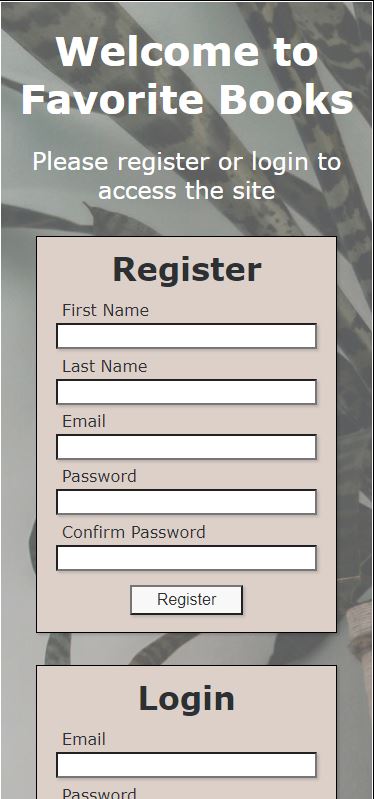 Welcome to
Favorite Books
Please register or login to
access the site
Register
First Name
Last Name
Email
Password
Confirm Password
Register
Login
Email
Password